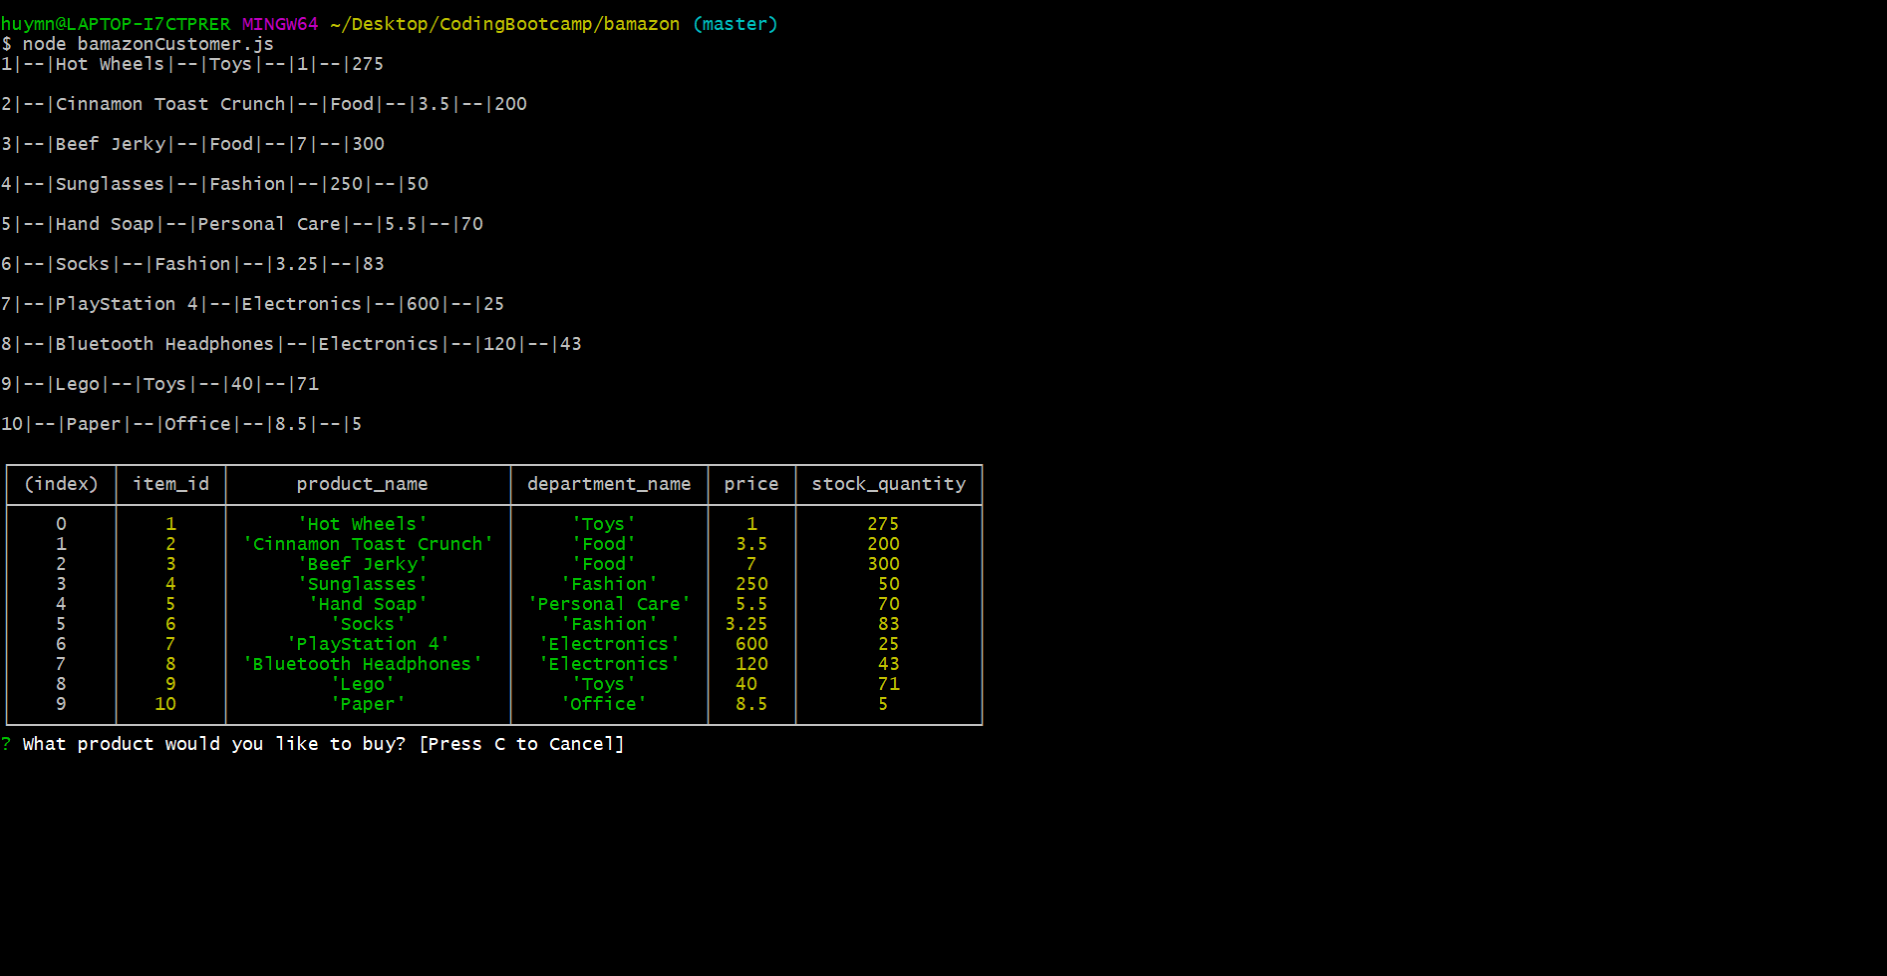 huymn@LAPTOP-I7CTPRER MINGW64 ~/Desktop/CodingBootcamp/bamazon (master)
$ node bamazonCustomer.js
1|--|Hot Wheels|--|Toys|--|1|--|275
2|--|Cinnamon Toast Crunch|--|Food|--|3.5|--|200
3|--|Beef Jerky|--|Food|--|7|--|300
4|--|Sunglasses|--|Fashion|--|250|--|50
5|--|Hand Soap|--|Personal Care|--|5.5|--|70
6|--|Socks|--|Fashion|--|3.25|--|83
7|--|PlayStation 4|--|Electronics|--|600|--|25
8|--|Bluetooth Headphones|--|Electronics|--|120|--|43
9|--|Lego|--|Toys|--|40|--|71
10|--|Paper|--|Office|--|8.5|--|5
(index) item_id product_name department_name price stock_quantity
0 1 'Hot Wheels' 'Toys' 1 275
1 2 'Cinnamon Toast Crunch' 'Food' 3.5 200
2 3 'Beef Jerky' 'Food' 7 300
3 4 'Sunglasses' 'Fashion' 250 50
4 5 'Hand Soap' 'Personal Care' 5.5 70
5 6 'Socks' 'Fashion' 3.25 83
6 7 'PlayStation 4' 'Electronics' 600 25
7 8 'Bluetooth Headphones' 'Electronics' 120 43
8 9 'Lego' 'Toys' 40 71
9 10 'Paper' 'Office' 8.5 5
? What product would you like to buy? [Press C to Cancel]